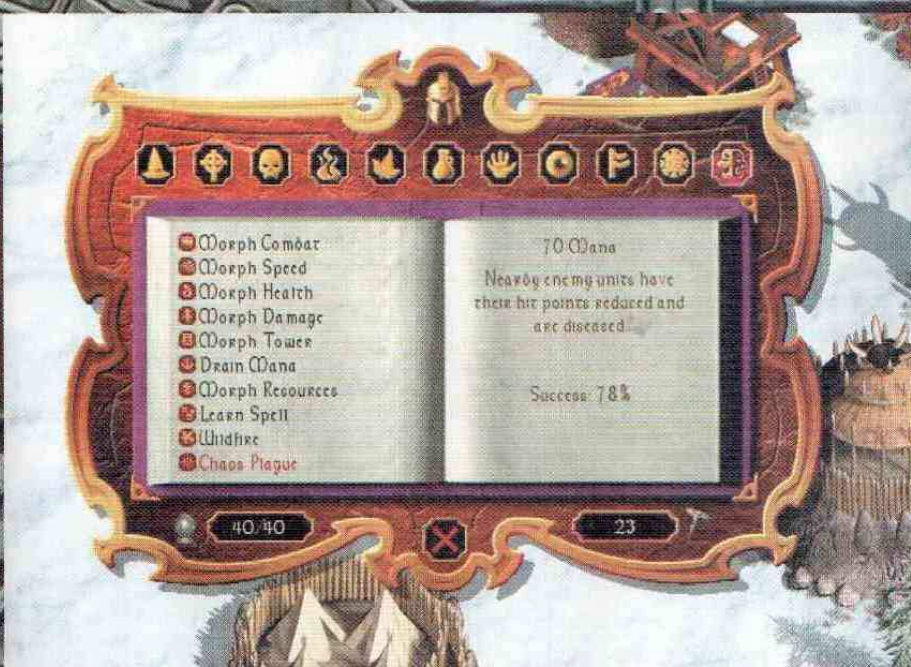 Morph Combat
Morph Speed
Morph Health
Morph Damage
Morph Tower
Drain Mana
Morph Resources
Learn Spell
Wildfire
Chaos Plague
70 Mana
Nearby enemy units have
their hit points reduced and
are diseased.
Success: 78%
40/40
23